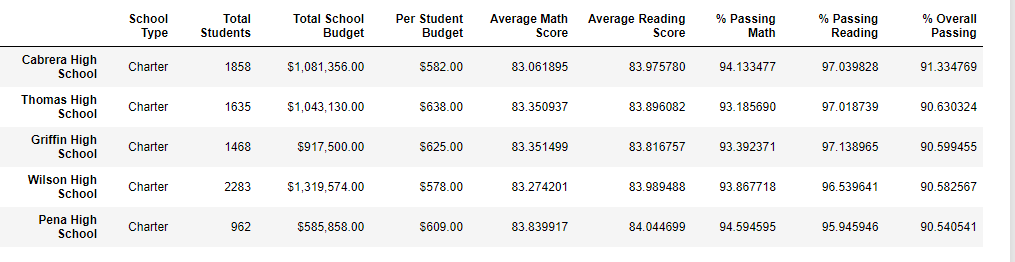 School Type Total Students Total School Budget Per Student Budget Average Math Score Average Reading Score % Passing Math % Passing Reading % Overall Passing
Cabrera High School Charter 1858 $1,081,356.00 $582.00 83.061895 83.975780 94.133477 97.039828 91.334769
Thomas High School Charter 1635 $1,043,130.00 $638.00 83.350937 83.896082 93.185690 97.018739 90.630324
Griffin High School Charter 1468 $917,500.00 $625.00 83.351499 83.816757 93.392371 97.138965 90.599455
Wilson High School Charter 2283 $1,319,574.00 $578.00 83.274201 83.989488 93.867718 96.539641 90.582567
Pena High School Charter 962 $585,858.00 $609.00 83.839917 84.044699 94.594595 95.945946 90.540541